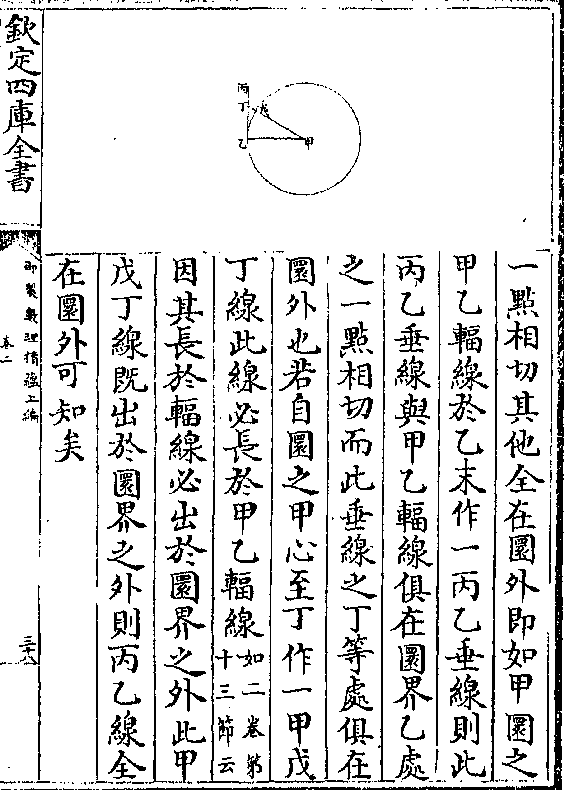 欽定四庫全書
御製數理精蘊上編
卷二
三十八
丙
丁
戊
乙
甲
一點相切其他全在圜外即如甲圜之
甲乙輻線於乙末作一丙乙垂線則此
丙乙垂線與甲乙輻線俱在圜界乙處
之一點相切而此垂線之丁等處俱在
圜外也若自圜之甲心至丁作一甲戊
丁線此線必長於甲乙輻線如二卷第
十三節云
因其長於輻線必出於圜界之外此甲
戊丁線既出於圜界之外則丙乙線全
在圜外可知矣